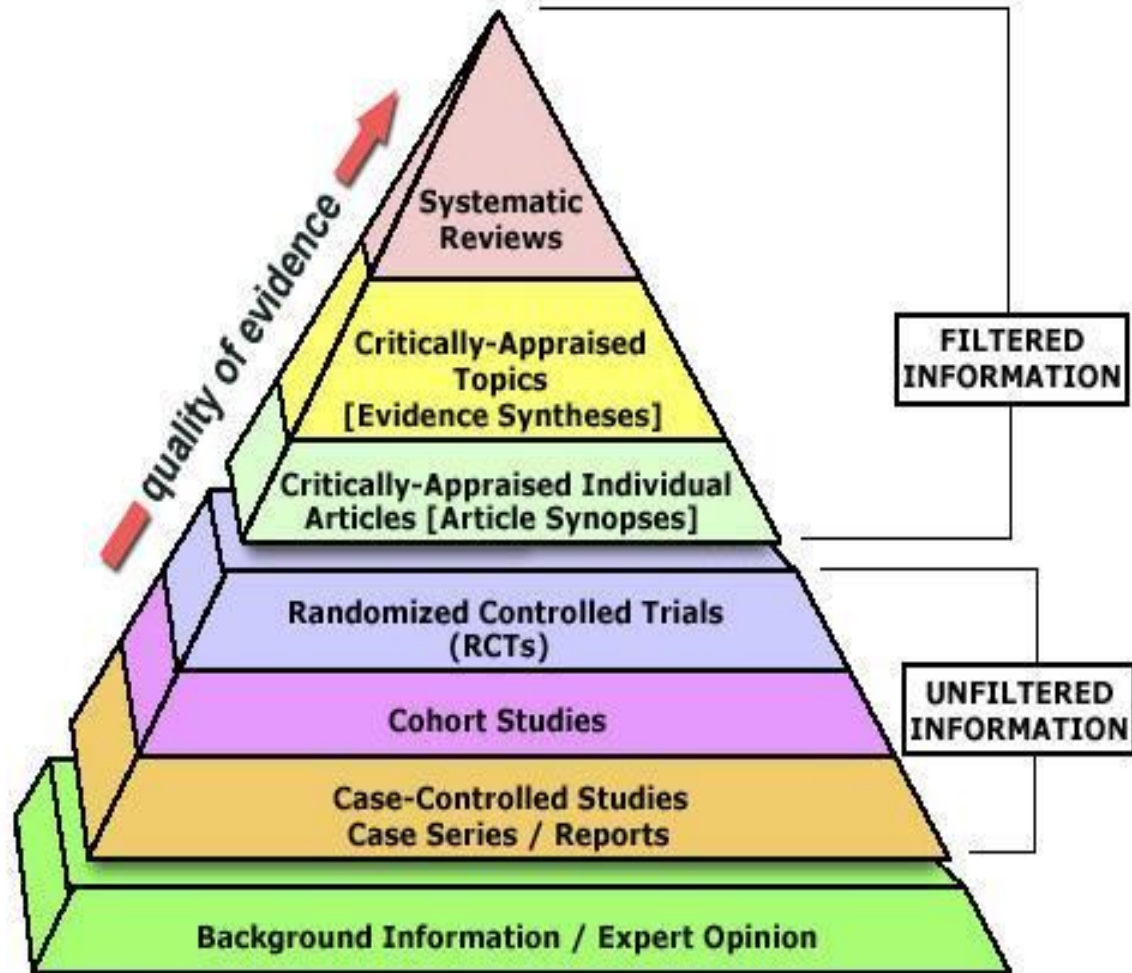 quality of evidence
Systematic
Reviews
Critically-Appraised
Topics
[Evidence Syntheses]
Critically-Appraised Individual
Articles [Article Synopses]
FILTERED
INFORMATION
Randomized Controlled Trials
(RCTs)
Cohort Studies
Case-Controlled Studies
Case Series / Reports
UNFILTERED
INFORMATION
Background Information / Expert Opinion